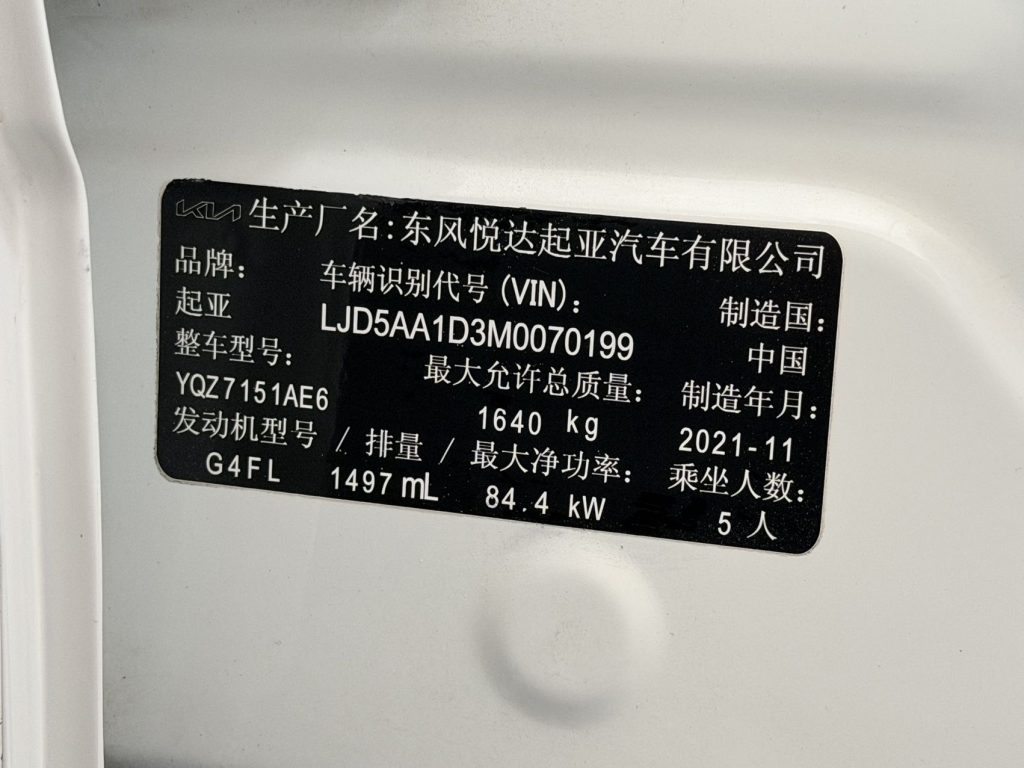 KIA 生产厂名:东风悦达起亚汽车有限公司
品牌: 车辆识别代号(VIN): 制造国:
起亚 LJD5AA1D3M0070199 中国
整车型号: 最大允许总质量: 制造年月:
YQZ7151AE6 1640 kg 2021-11
发动机型号 / 排量 / 最大净功率: 乘坐人数:
G4FL 1497 mL 84.4 kW 5 人